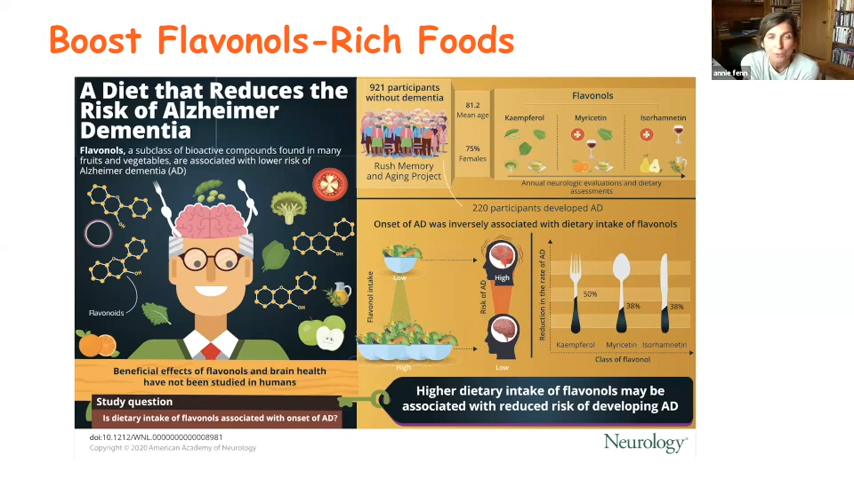 Boost Flavonols-Rich Foods
annie fenn
A Diet that Reduces the
Risk of Alzheimer
Dementia
Flavonols, a subclass of bioactive compounds found in many
fruits and vegetables, are associated with lower risk of
Alzheimer dementia (AD)
OH
OH
OH
OH
Flavonoids
Beneficial effects of flavonols and brain health
have not been studied in humans
Study question
Is dietary intake of flavonols associated with onset of AD?
921 participants
without dementia
Rush Memory
and Aging Project
81.2
Mean age
75%
Females
Flavonols
Kaempferol
Myricetin
Isorhamnetin
Annual neurologic evaluations and dietary
assessments
220 participants developed AD
Onset of AD was inversely associated with dietary intake of flavonols
Flavonol intake
Low
High
Risk of AD
High
Low
Reduction in the rate of AD
50%
38%
38%
Kaempferol
Myricetin
Isorhamnetin
Class of flavonol
Higher dietary intake of flavonols may be
associated with reduced risk of developing AD
doi:10.1212/WNL.0000000000008981
Copyright © 2020 American Academy of Neurology
Neurology®